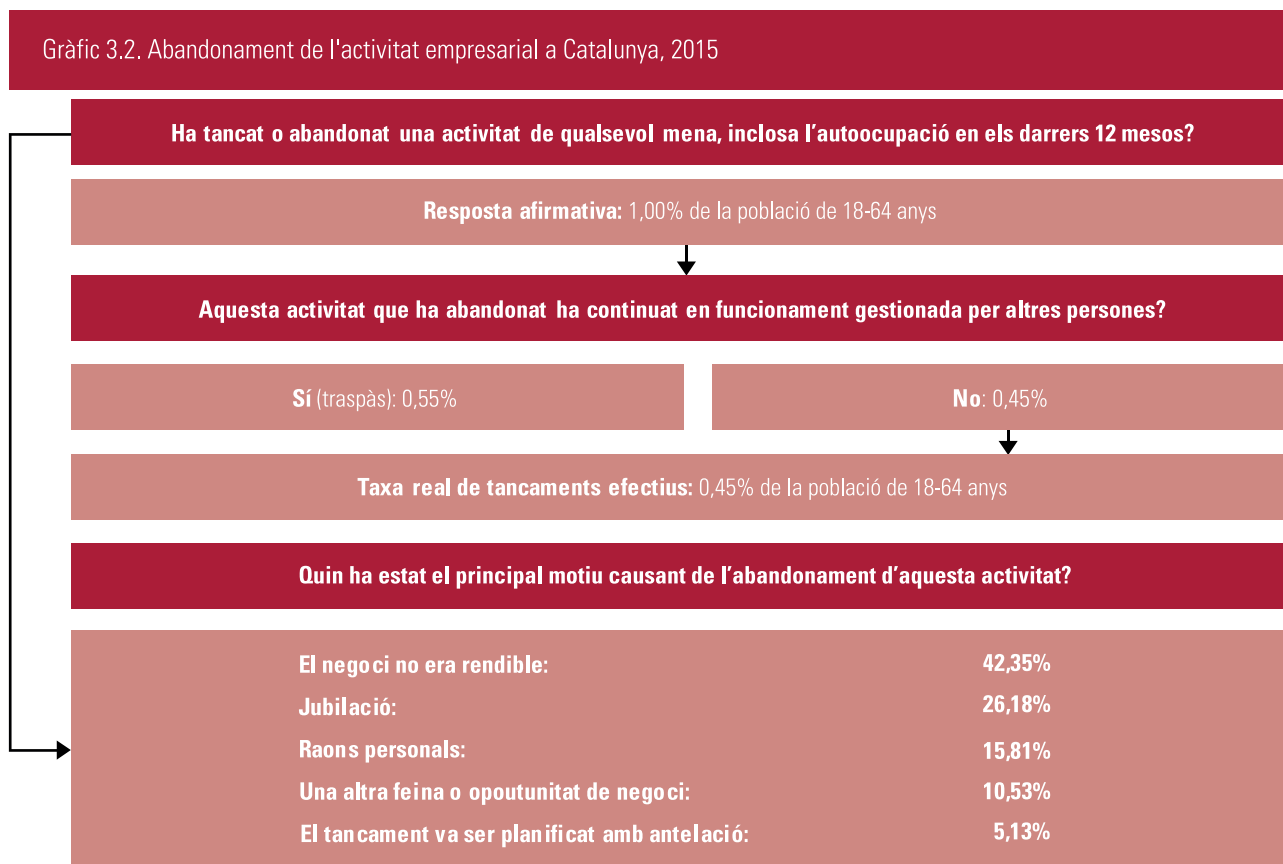 Gràfic 3.2. Abandonament de l'activitat empresarial a Catalunya, 2015
Ha tancat o abandonat una activitat de qualsevol mena, inclosa l'autoocupació en els darrers 12 mesos?
Resposta afirmativa: 1,00% de la població de 18-64 anys
Aquesta activitat que ha abandonat ha continuat en funcionament gestionada per altres persones?
Sí (traspàs): 0,55%
No: 0,45%
Taxa real de tancaments efectius: 0,45% de la població de 18-64 anys
Quin ha estat el principal motiu causant de l'abandonament d'aquesta activitat?
El negoci no era rendible: 42,35%
Jubilació: 26,18%
Raons personals: 15,81%
Una altra feina o opoutunitat de negoci: 10,53%
El tancament va ser planificat amb antelació: 5,13%